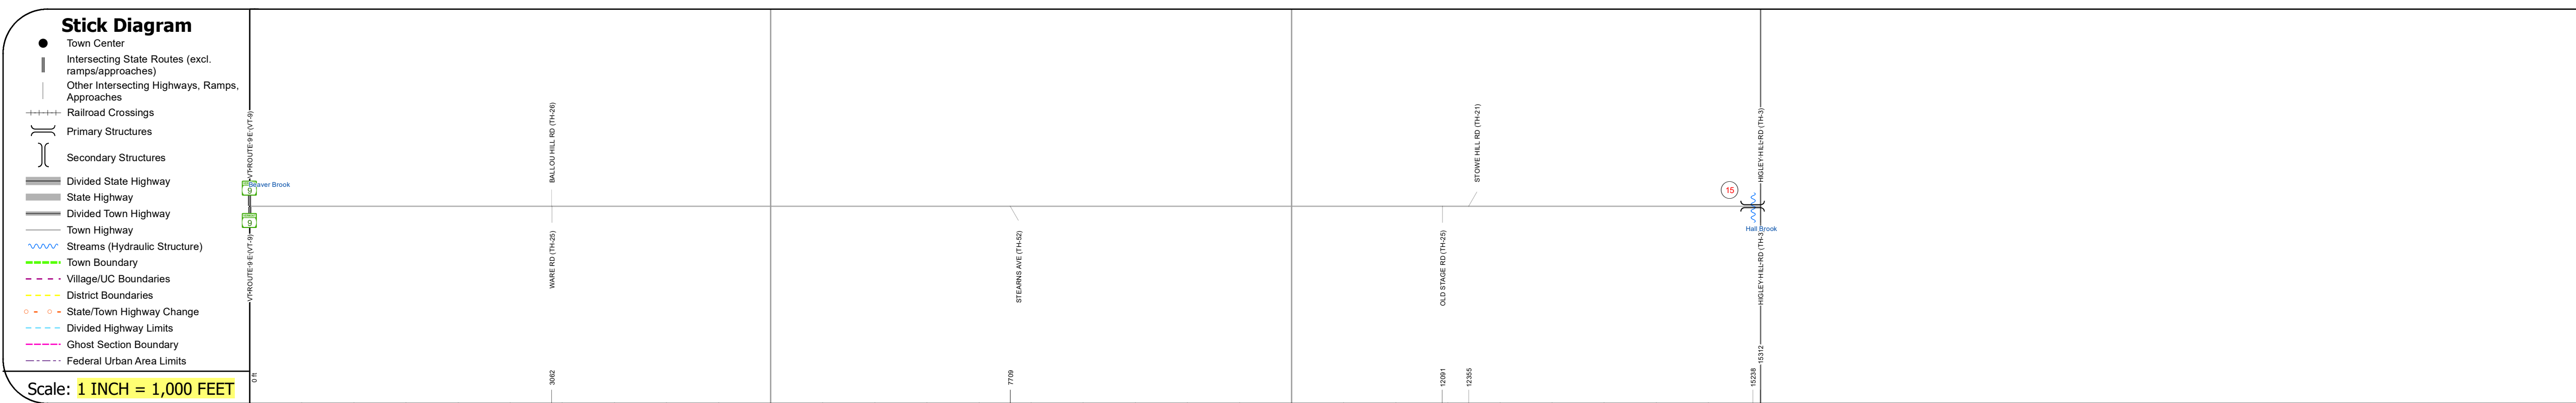 Stick Diagram
Town Center
Intersecting State Routes (excl.
ramps/approaches)
Other Intersecting Highways, Ramps,
Approaches
Railroad Crossings
Primary Structures
Secondary Structures
Divided State Highway
State Highway
Divided Town Highway
Town Highway
Streams (Hydraulic Structure)
Town Boundary
Village/UC Boundaries
District Boundaries
State/Town Highway Change
Divided Highway Limits
Ghost Section Boundary
Federal Urban Area Limits
Scale: 1 INCH = 1,000 FEET
VT-ROUTE-9-E-(VT-9)
9
Beaver Brook
9
VT-ROUTE-9-E-(VT-9)
0 ft
BALLOU HILL RD (TH-26)
WARE RD (TH-25)
3062
STEARNS AVE (TH-52)
7709
OLD STAGE RD (TH-25)
12091
STOWE HILL RD (TH-21)
12355
15
Hall Brook
15238
HIGLEY-HILL-RD (TH-3)
HIGLEY-HILL-RD (TH-3
15312